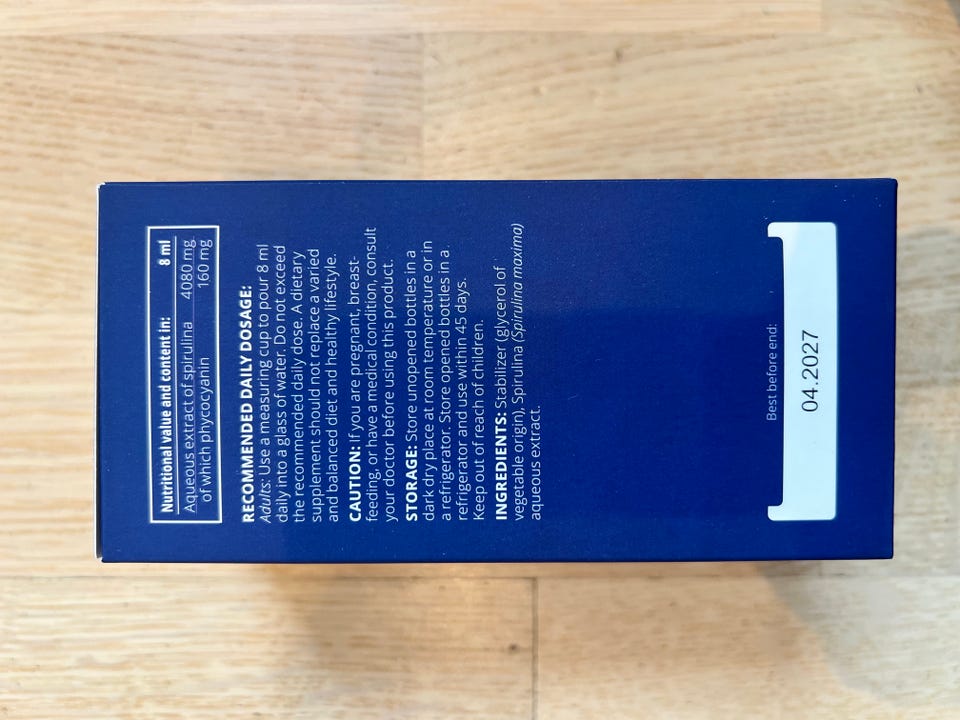 Nutritional value and content in: 8 ml
Aqueous extract of spirulina 4080 mg
of which phycocyanin 160 mg
RECOMMENDED DAILY DOSAGE:
Adults: Use a measuring cup to pour 8 ml
daily into a glass of water. Do not exceed
the recommended daily dose. A dietary
supplement should not replace a varied
and balanced diet and healthy lifestyle.
CAUTION: If you are pregnant, breast-
feeding, or have a medical condition, consult
your doctor before using this product.
STORAGE: Store unopened bottles in a
dark dry place at room temperature or in
a refrigerator. Store opened bottles in a
refrigerator and use within 45 days.
Keep out of reach of children.
INGREDIENTS: Stabilizer (glycerol of
vegetable origin), Spirulina (Spirulina maxima)
aqueous extract.
Best before end:
04.2027